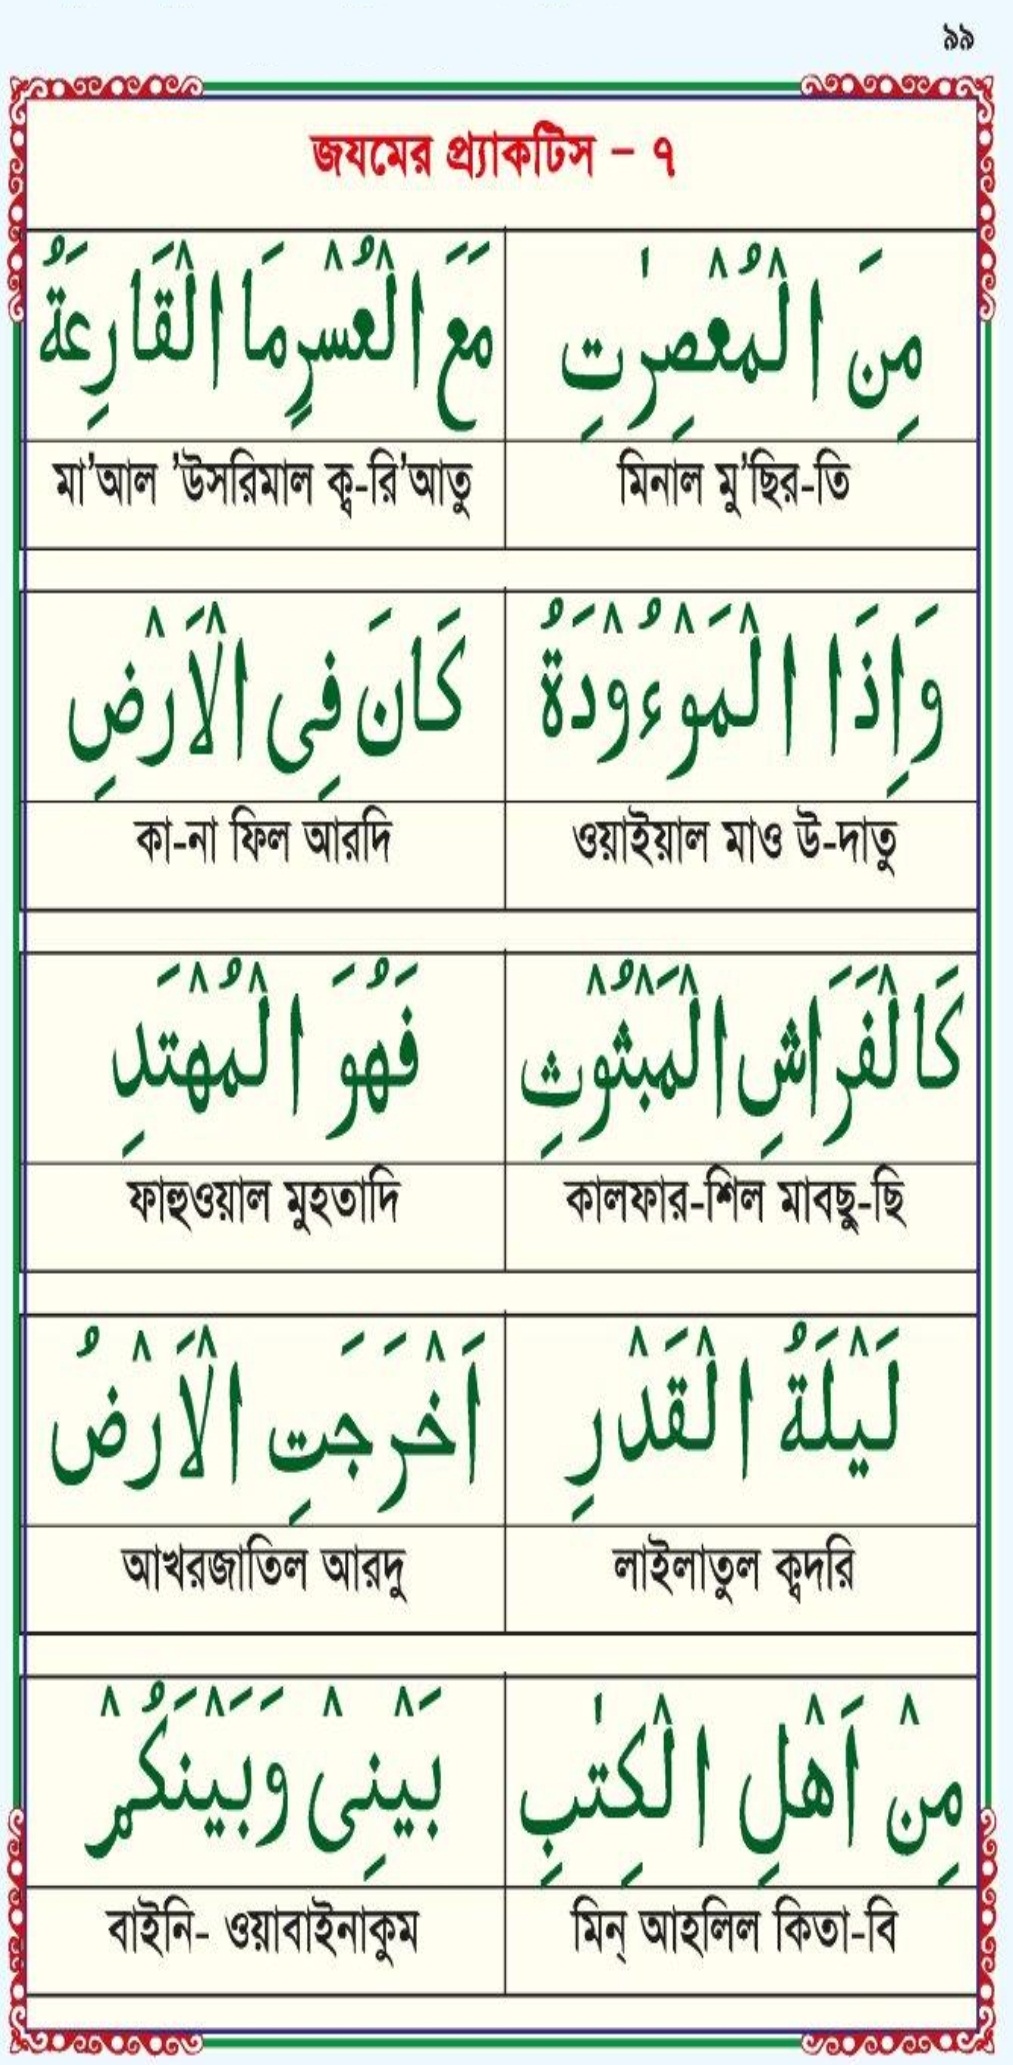 ৯৯
জযমের প্র্যাকটিস - ৭
مِنَ الْمُعْصِرٰتِ
مَعَ الْعُسْرِمَا الْقَارِعَةُ
মিনাল মু'ছির-তি
মা'আল 'উসরিমাল ক্ব-রি'আতু
وَاِذَا الْمَوْءُوْدَةُ
كَانَ فِى الْاَرْضِ
ওয়াইয়াল মাও উ-দাতু
কা-না ফিল আরদি
كَالْفَرَاشِ الْمَبْثُوْثِ
فَهُوَ الْمُهْتَدِ
কালফার-শিল মাবছু-ছি
ফাহুওয়াল মুহতাদি
لَيْلَةُ الْقَدْرِ
اَخْرَجَتِ الْاَرْضُ
লাইলাতুল ক্বদরি
আখরজাতিল আরদু
مِنْ اَهْلِ الْكِتٰبِ
بَيْنِىْ وَبَيْنَكُمْ
মিন্ আহলিল কিতা-বি
বাইনি- ওয়াবাইনাকুম